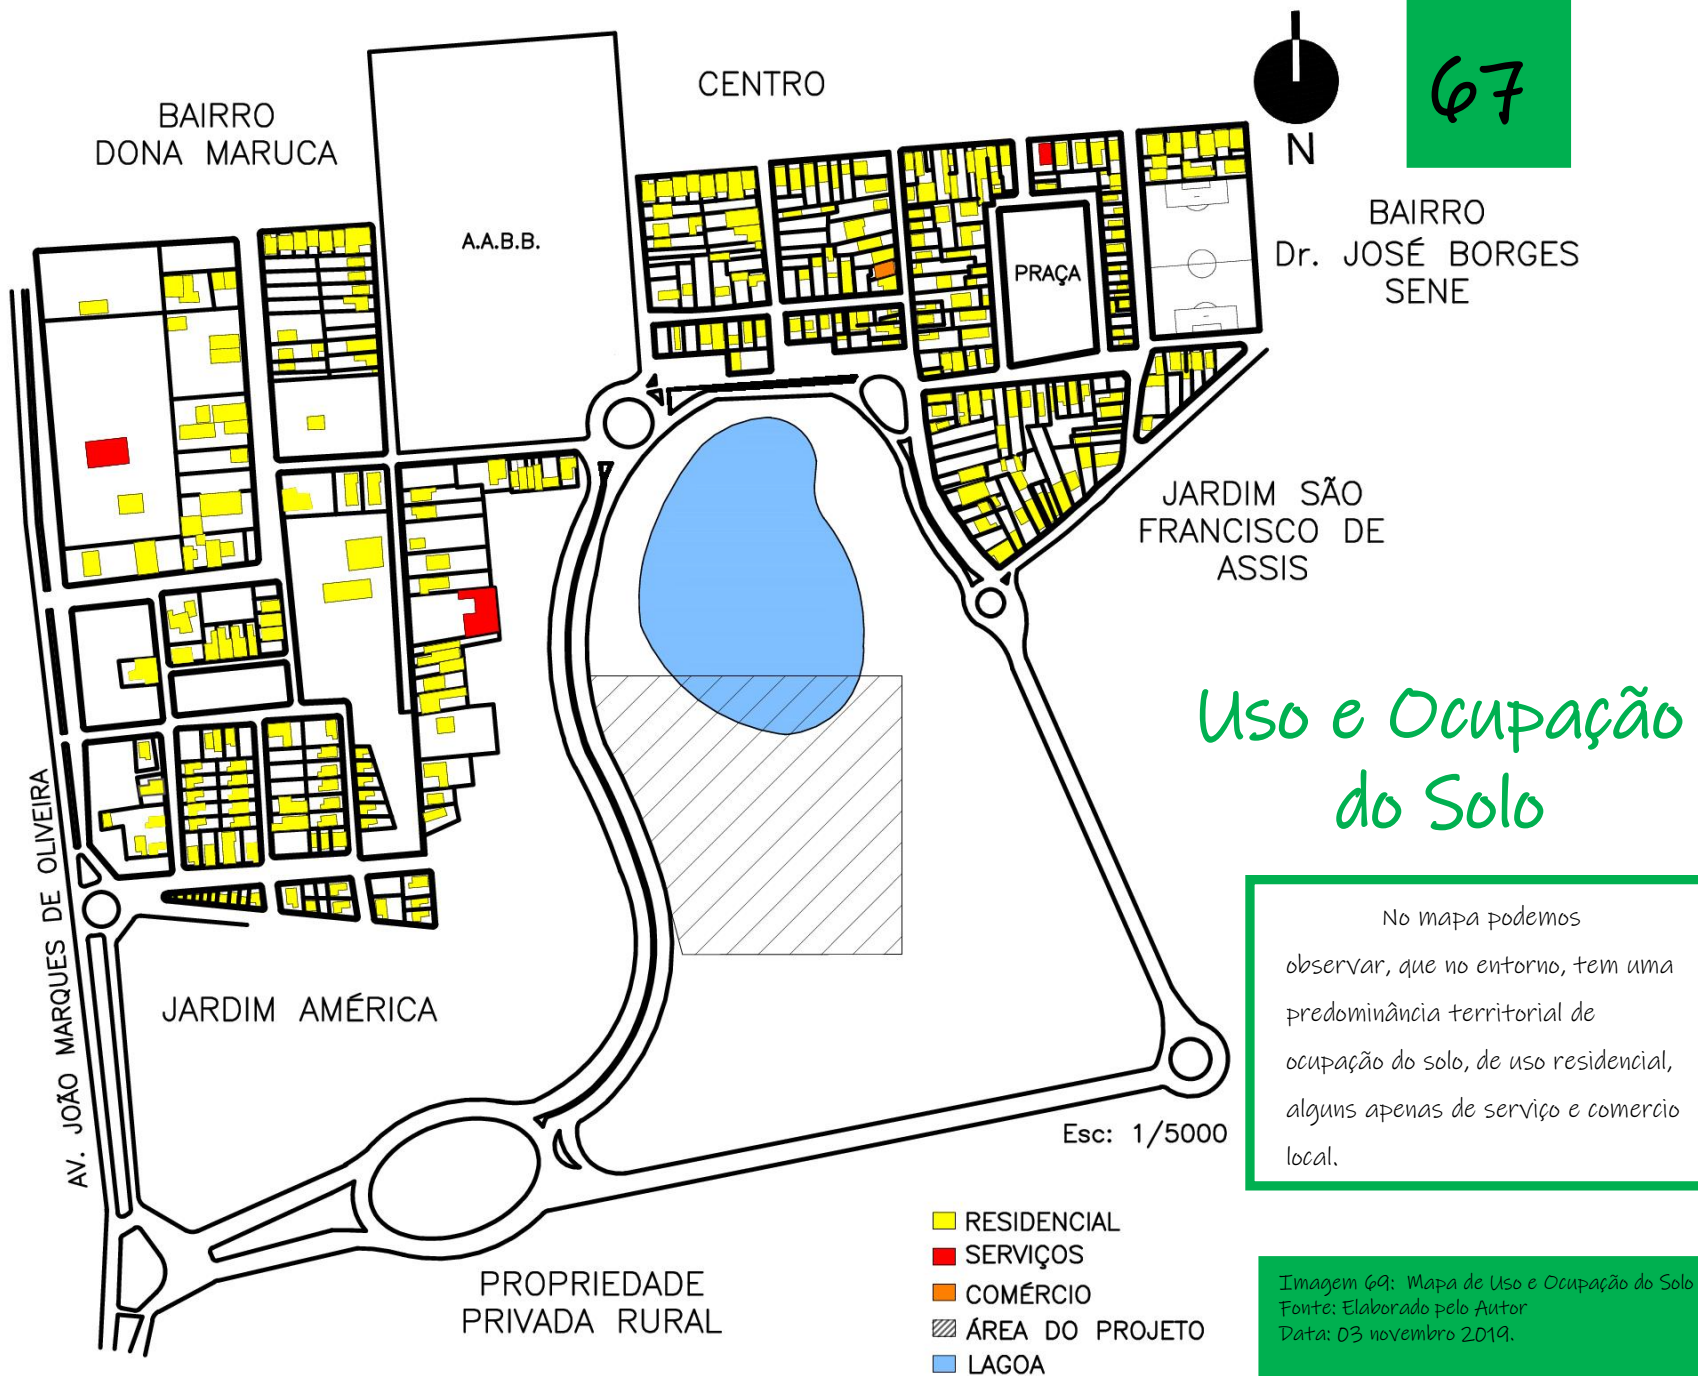 67
CENTRO
BAIRRO
DONA MARUCA
N
BAIRRO
Dr. JOSÉ BORGES
SENE
A.A.B.B.
PRAÇA
JARDIM SÃO
FRANCISCO DE
ASSIS
Uso e Ocupação
do Solo
AV. JOÃO MARQUES DE OLIVEIRA
No mapa podemos
observar, que no entorno, tem uma
predominância territorial de
ocupação do solo, de uso residencial,
alguns apenas de serviço e comercio
local.
JARDIM AMÉRICA
Esc: 1/5000
RESIDENCIAL
SERVIÇOS
COMÉRCIO
ÁREA DO PROJETO
LAGOA
PROPRIEDADE
PRIVADA RURAL
Imagem 69: Mapa de Uso e Ocupação do Solo
Fonte: Elaborado pelo Autor
Data: 03 novembro 2019.